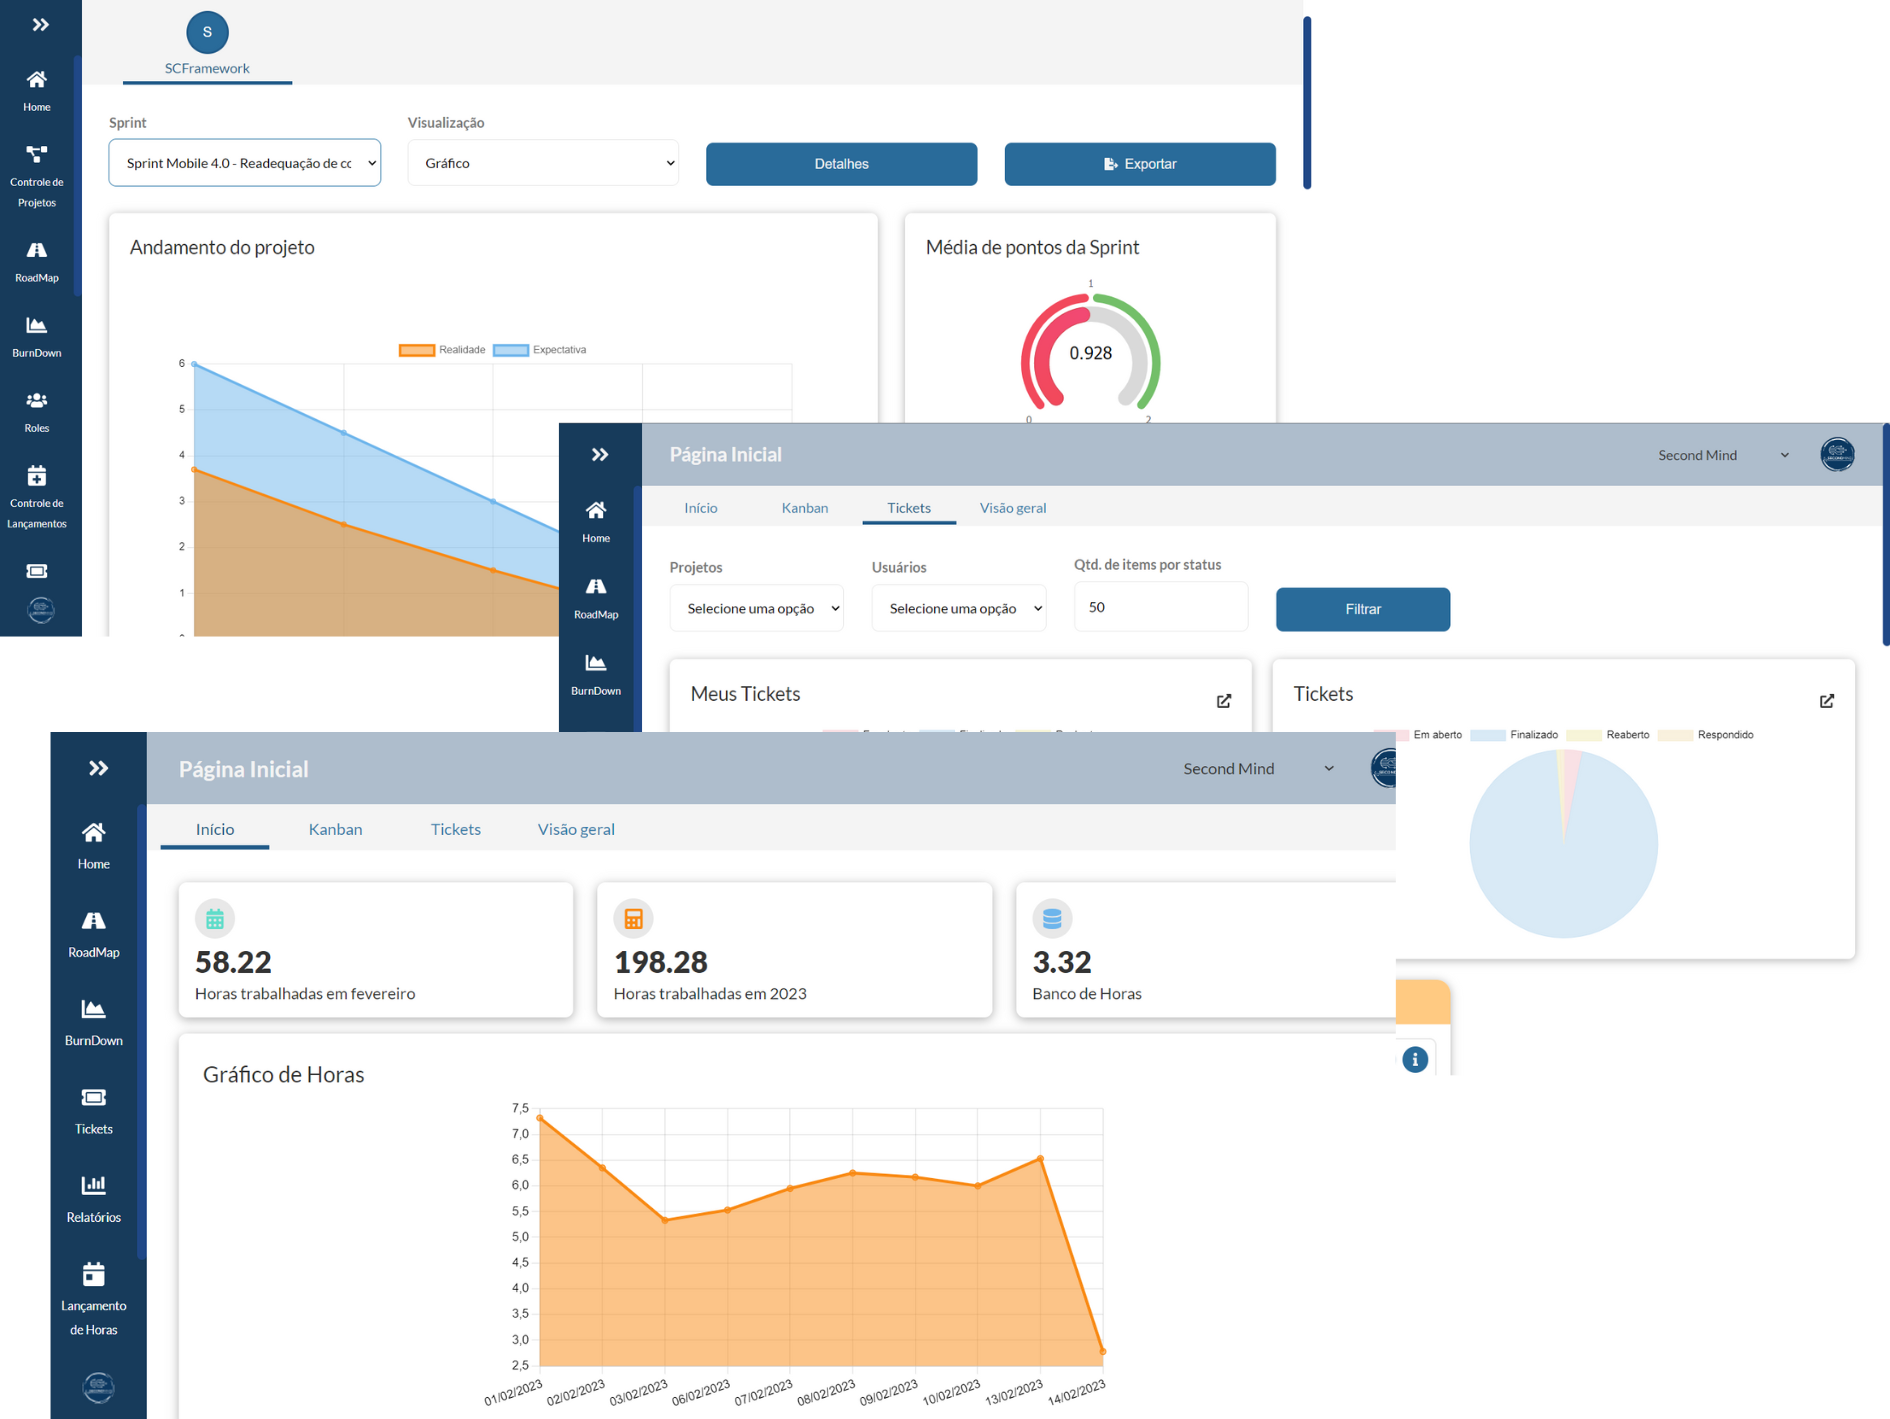 S
SCFramework
Home
Controle de
Projetos
RoadMap
BurnDown
Roles
Controle de
Lançamentos
Sprint
Visualização
Sprint Mobile 4.0 - Readequação de cc
Gráfico
Detalhes
Exportar
Andamento do projeto
Realidade
Expectativa
6
5
4
3
2
1
Média de pontos da Sprint
1
0.928
0
2
Página Inicial
Second Mind
Home
RoadMap
BurnDown
Início
Kanban
Tickets
Visão geral
Projetos
Usuários
Qtd. de items por status
Selecione uma opção
Selecione uma opção
50
Filtrar
Meus Tickets
Tickets
Em aberto
Finalizado
Reaberto
Respondido
Página Inicial
Second Mind
Home
RoadMap
BurnDown
Tickets
Relatórios
Lançamento
de Horas
Início
Kanban
Tickets
Visão geral
58.22
Horas trabalhadas em fevereiro
198.28
Horas trabalhadas em 2023
3.32
Banco de Horas
Gráfico de Horas
7,5
7,0
6,5
6,0
5,5
5,0
4,5
4,0
3,5
3,0
2,5
01/02/2023
02/02/2023
03/02/2023
06/02/2023
07/02/2023
08/02/2023
09/02/2023
10/02/2023
13/02/2023
14/02/2023